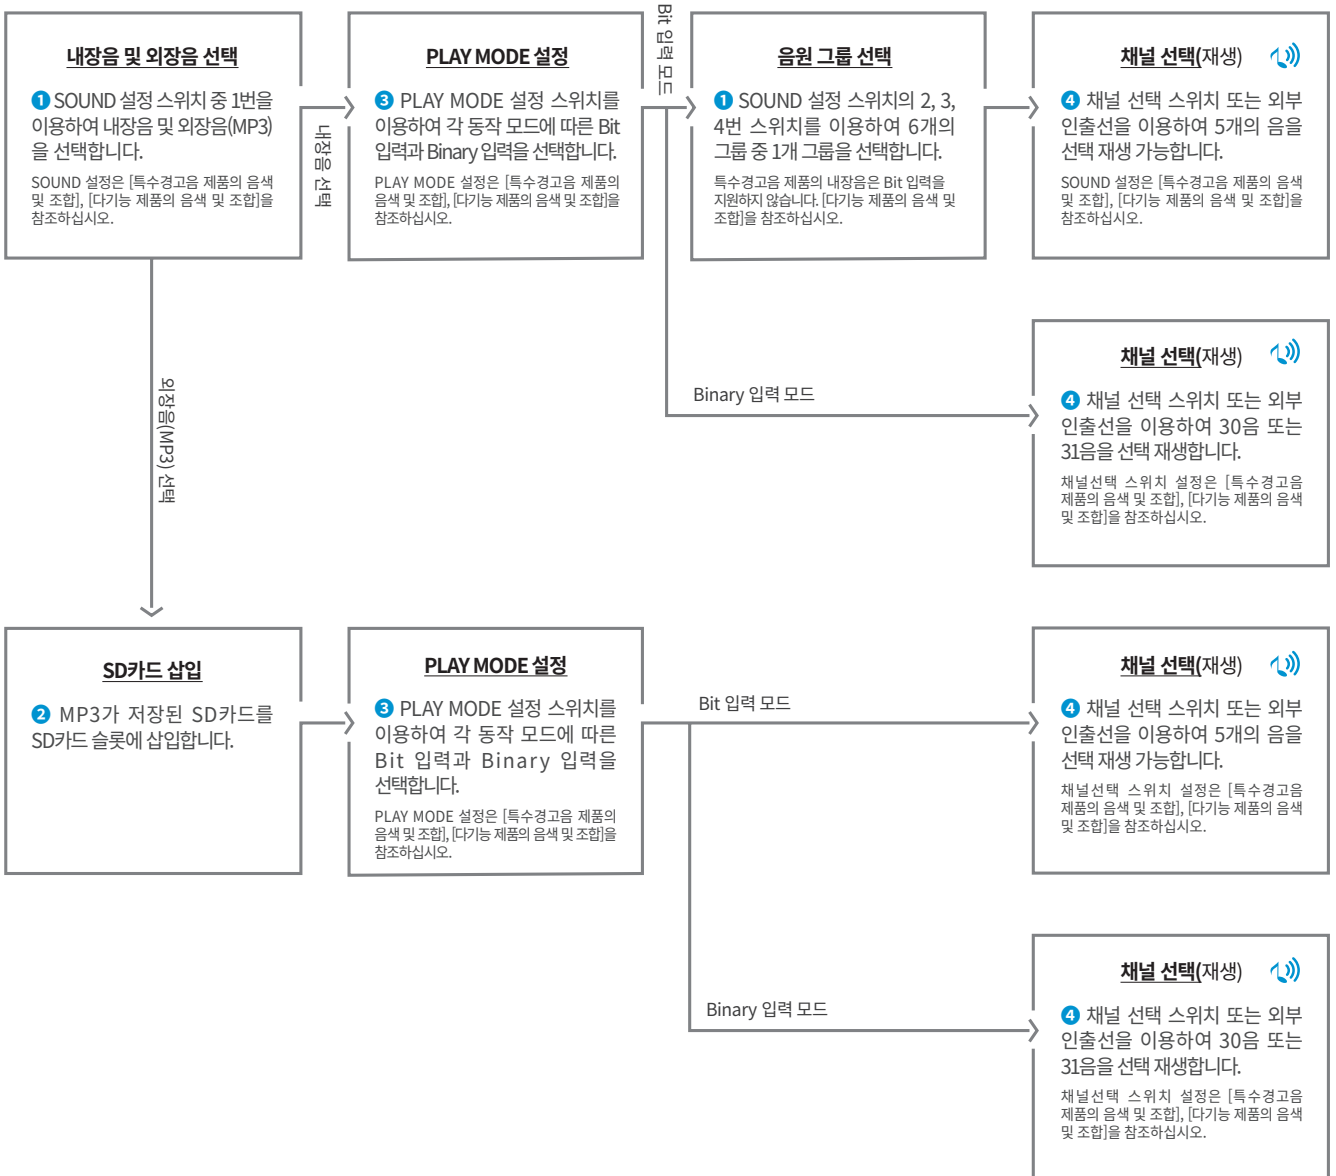 내장음 및 외장음 선택
❶ SOUND 설정 스위치 중 1번을
이용하여 내장음 및 외장음(MP3)
을 선택합니다.
SOUND 설정은 [특수경고음 제품의 음색
및 조합], [다기능 제품의 음색 및 조합]을
참조하십시오.
내장음 선택
PLAY MODE 설정
❸ PLAY MODE 설정 스위치를
이용하여 각 동작 모드에 따른 Bit
입력과 Binary 입력을 선택합니다.
PLAY MODE 설정은 [특수경고음 제품의
음색 및 조합], [다기능 제품의 음색 및 조합]을
참조하십시오.
Bit 입력 모드
음원 그룹 선택
❶ SOUND 설정 스위치의 2, 3,
4번 스위치를 이용하여 6개의
그룹 중 1개 그룹을 선택합니다.
특수경고음 제품의 내장음은 Bit 입력을
지원하지 않습니다. [다기능 제품의 음색 및
조합]을 참조하십시오.
채널 선택(재생)
❹ 채널 선택 스위치 또는 외부
인출선을 이용하여 5개의 음을
선택 재생 가능합니다.
SOUND 설정은 [특수경고음 제품의 음색
및 조합], [다기능 제품의 음색 및 조합]을
참조하십시오.
Binary 입력 모드
채널 선택(재생)
❹ 채널 선택 스위치 또는 외부
인출선을 이용하여 30음 또는
31음을 선택 재생합니다.
채널선택 스위치 설정은 [특수경고음
제품의 음색 및 조합], [다기능 제품의 음색
및 조합]을 참조하십시오.
외장음(MP3) 선택
SD카드 삽입
❷ MP3가 저장된 SD카드를
SD카드 슬롯에 삽입합니다.
PLAY MODE 설정
❸ PLAY MODE 설정 스위치를
이용하여 각 동작 모드에 따른
Bit 입력과 Binary 입력을
선택합니다.
PLAY MODE 설정은 [특수경고음 제품의
음색 및 조합], [다기능 제품의 음색 및 조합]을
참조하십시오.
Bit 입력 모드
채널 선택(재생)
❹ 채널 선택 스위치 또는 외부
인출선을 이용하여 5개의 음을
선택 재생 가능합니다.
채널선택 스위치 설정은 [특수경고음
제품의 음색 및 조합], [다기능 제품의 음색
및 조합]을 참조하십시오.
Binary 입력 모드
채널 선택(재생)
❹ 채널 선택 스위치 또는 외부
인출선을 이용하여 30음 또는
31음을 선택 재생합니다.
채널선택 스위치 설정은 [특수경고음
제품의 음색 및 조합], [다기능 제품의 음색
및 조합]을 참조하십시오.